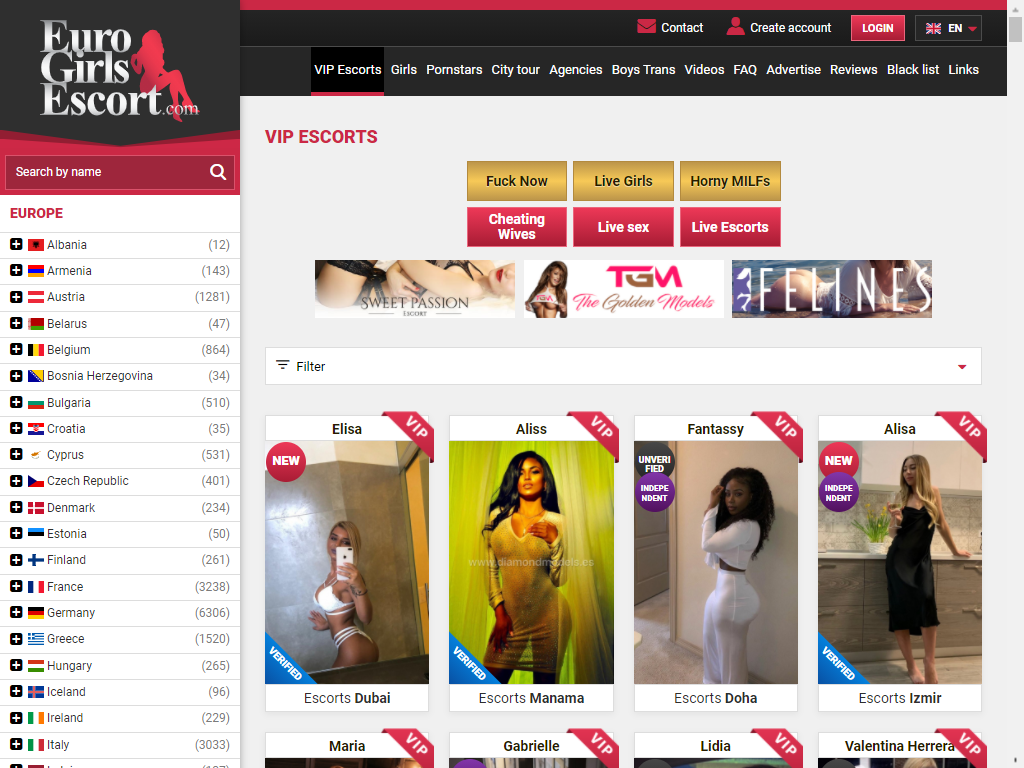 Euro
Girls
Escort.com
Contact
Create account
LOGIN
EN
VIP Escorts Girls Pornstars City tour Agencies Boys Trans Videos FAQ Advertise Reviews Black list Links
Search by name
EUROPE
Albania (12)
Armenia (143)
Austria (1281)
Belarus (47)
Belgium (864)
Bosnia Herzegovina (34)
Bulgaria (510)
Croatia (35)
Cyprus (531)
Czech Republic (401)
Denmark (234)
Estonia (50)
Finland (261)
France (3238)
Germany (6306)
Greece (1520)
Hungary (265)
Iceland (96)
Ireland (229)
Italy (3033)
VIP ESCORTS
Fuck Now
Live Girls
Horny MILFs
Cheating
Wives
Live sex
Live Escorts
SWEET PASSION
ESCORT
TGM
The Golden Models
FELINES
Filter
Elisa
VIP
NEW
VERIFIED
Escorts Dubai
Aliss
VIP
www.diamondmodels.es
VERIFIED
Escorts Manama
Fantassy
VIP
UNVERI
FIED
INDEPE
NDENT
Escorts Doha
Alisa
VIP
NEW
INDEPE
NDENT
VERIFIED
Escorts Izmir
Maria
VIP
Gabrielle
VIP
Lidia
VIP
Valentina Herrera
VIP